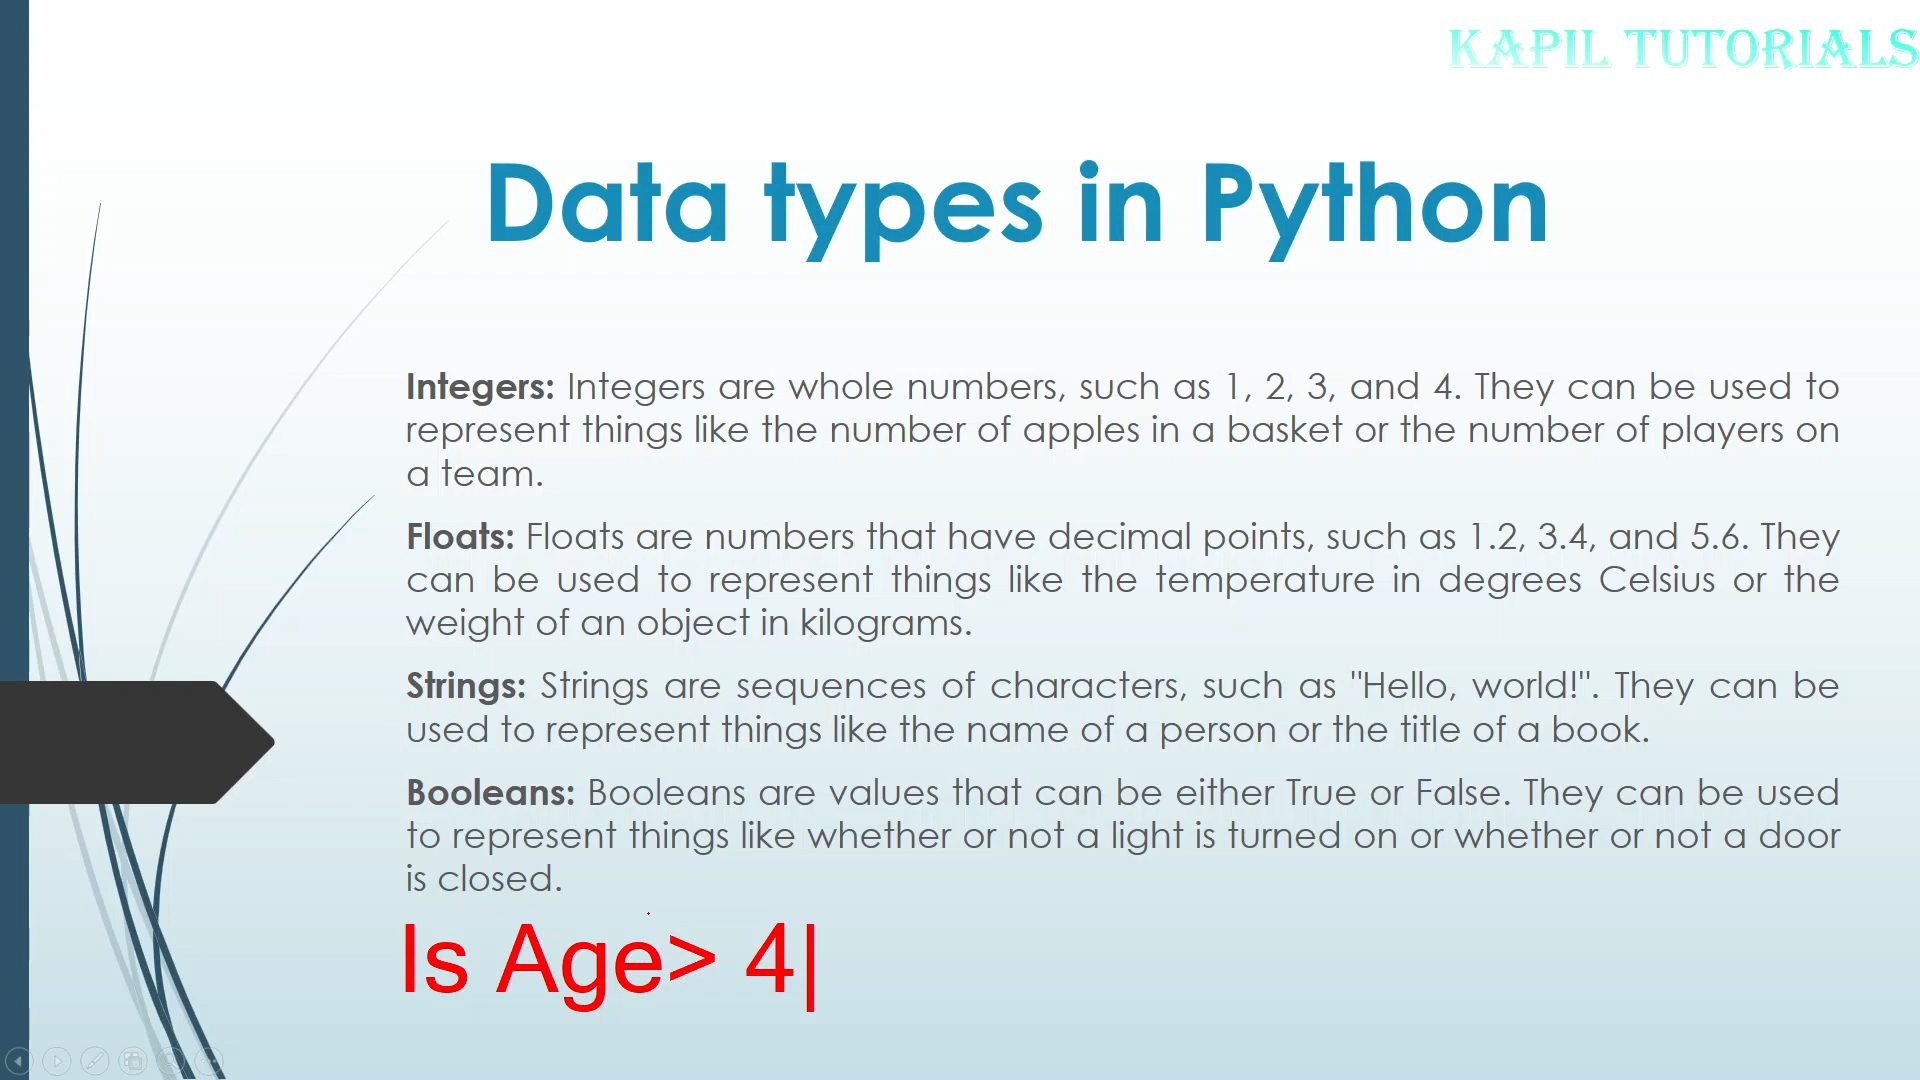 KAPIL TUTORIALS
Data types in Python
Integers: Integers are whole numbers, such as 1, 2, 3, and 4. They can be used to
represent things like the number of apples in a basket or the number of players on
a team.
Floats: Floats are numbers that have decimal points, such as 1.2, 3.4, and 5.6. They
can be used to represent things like the temperature in degrees Celsius or the
weight of an object in kilograms.
Strings: Strings are sequences of characters, such as "Hello, world!". They can be
used to represent things like the name of a person or the title of a book.
Booleans: Booleans are values that can be either True or False. They can be used
to represent things like whether or not a light is turned on or whether or not a door
is closed.
Is Age> 4